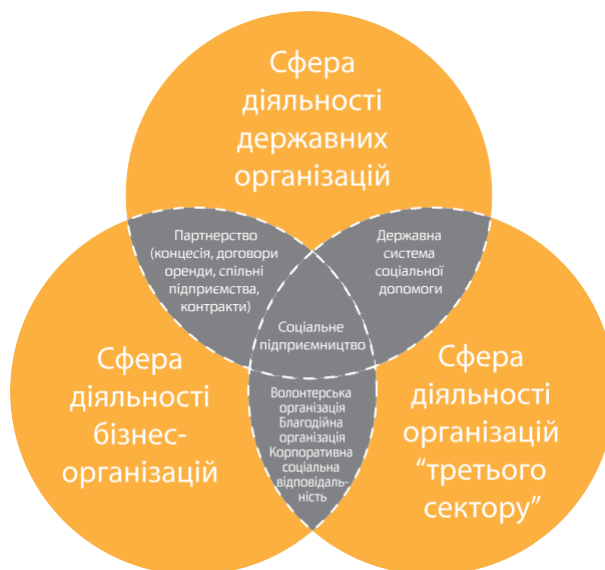 Сфера
діяльності
державних
організацій
Партнерство
(концесія, договори
оренди, спільні
підприємства,
контракти)
Державна
система
соціальної
допомоги
Соціальне
підприємництво
Сфера
діяльності
бізнес-
організацій
Волонтерська
організація
Благодійна
організація
Корпоративна
соціальна
відповідаль-
ність
Сфера
діяльності
організацій
“третього
сектору”